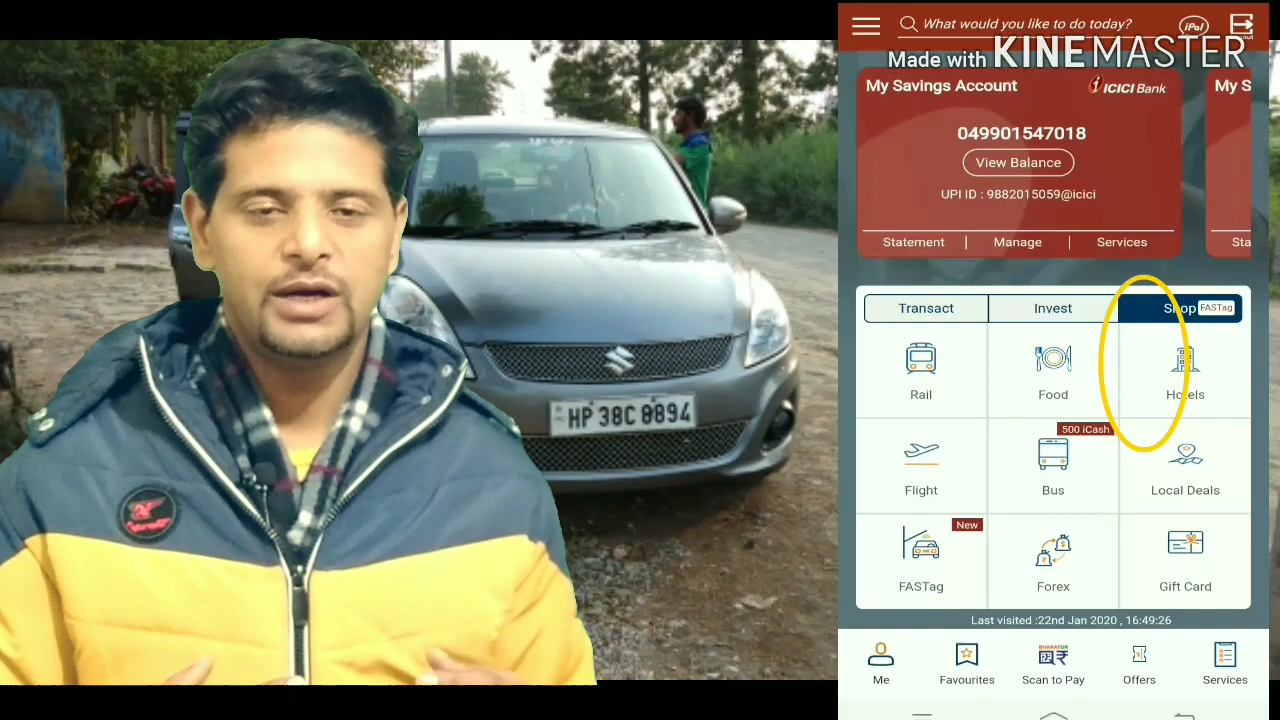 What would you like to do today?
iPal
Made with KINEMASTER
My Savings Account
ICICI Bank
My S
049901547018
View Balance
UPI ID : 9882015059@icici
Statement | Manage | Services
Sta
Transact
Invest
Shop
FASTag
Rail
Food
Hotels
500 iCash
Flight
Bus
Local Deals
New
FASTag
Forex
Gift Card
Last visited :22nd Jan 2020 , 16:49:26
Me
Favourites
Scan to Pay
Offers
Services
HP 38C 8894